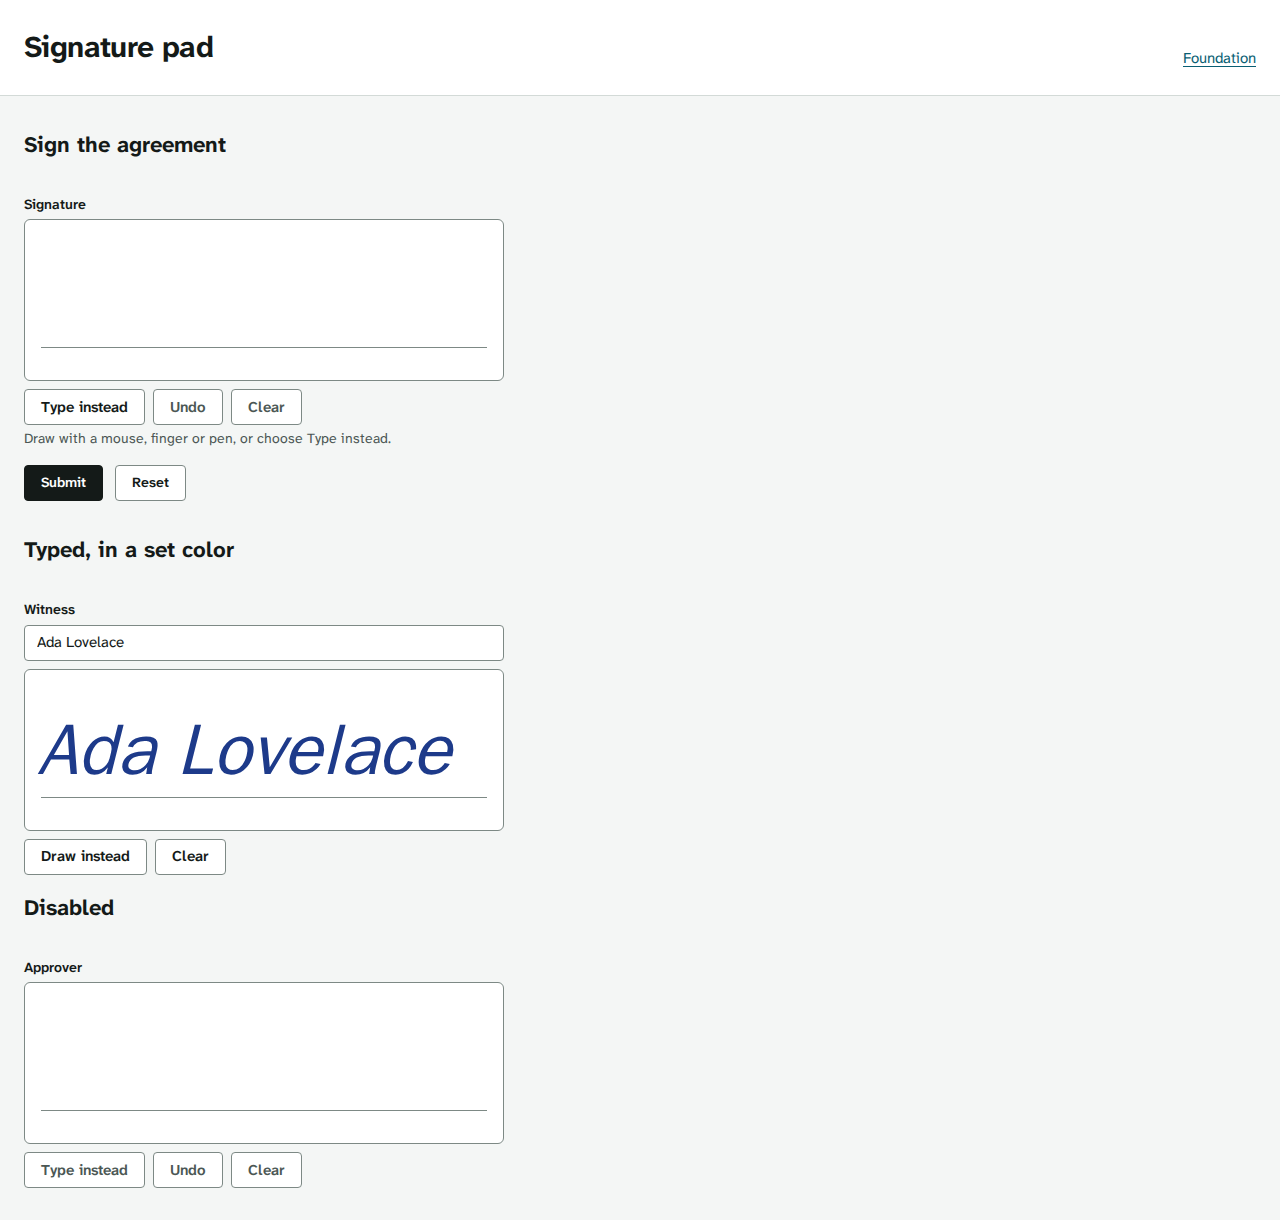 Signature pad
Foundation
Sign the agreement
Signature
Type instead
Undo
Clear
Draw with a mouse, finger or pen, or choose Type instead.
Submit
Reset
Typed, in a set color
Witness
Ada Lovelace
Ada Lovelace
Draw instead
Clear
Disabled
Approver
Type instead
Undo
Clear